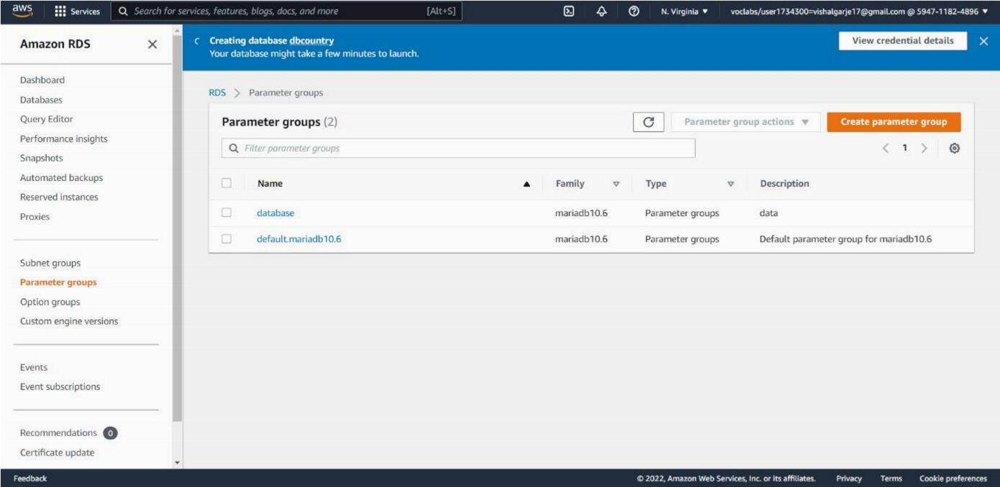 aws Services Search for services, features, blogs, docs, and more [Alt+S] N. Virginia ▼ voclabs/user1734300=vishalgarje17@gmail.com @ 5947-1182-4896 ▼
Amazon RDS
Dashboard
Databases
Query Editor
Performance insights
Snapshots
Automated backups
Reserved instances
Proxies
Subnet groups
Parameter groups
Option groups
Custom engine versions
Events
Event subscriptions
Recommendations 0
Certificate update
Creating database dbcountry
Your database might take a few minutes to launch.
View credential details
RDS > Parameter groups
Parameter groups (2)
Parameter group actions ▼
Create parameter group
Filter parameter groups
< 1 >
Name Family Type Description
database mariadb10.6 Parameter groups data
default.mariadb10.6 mariadb10.6 Parameter groups Default parameter group for mariadb10.6
Feedback © 2022, Amazon Web Services, Inc. or its affiliates. Privacy Terms Cookie preferences